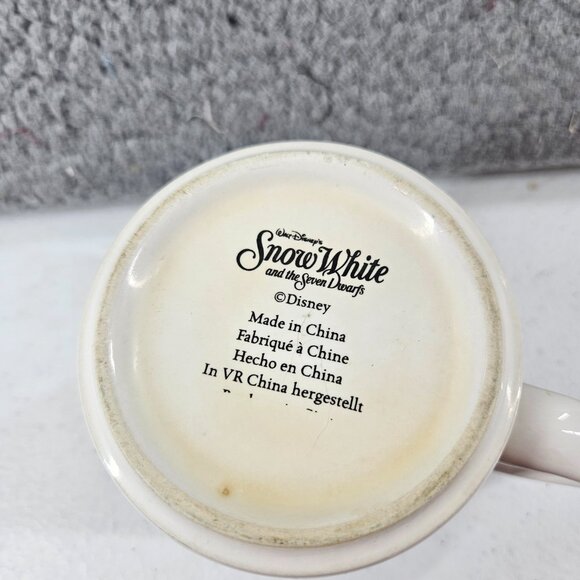 Walt Disney's
Snow White
and the Seven Dwarfs
©Disney
Made in China
Fabriqué à Chine
Hecho en China
In VR China hergestellt